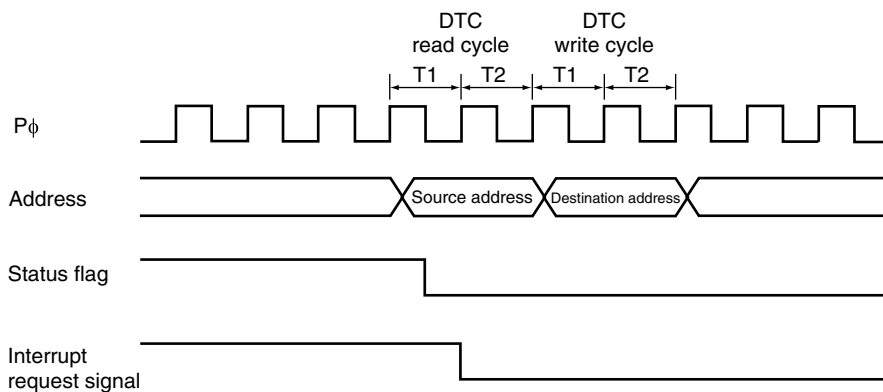 DTC
read cycle
DTC
write cycle
T1
T2
T1
T2
Pϕ
Address
Source address
Destination address
Status flag
Interrupt
request signal